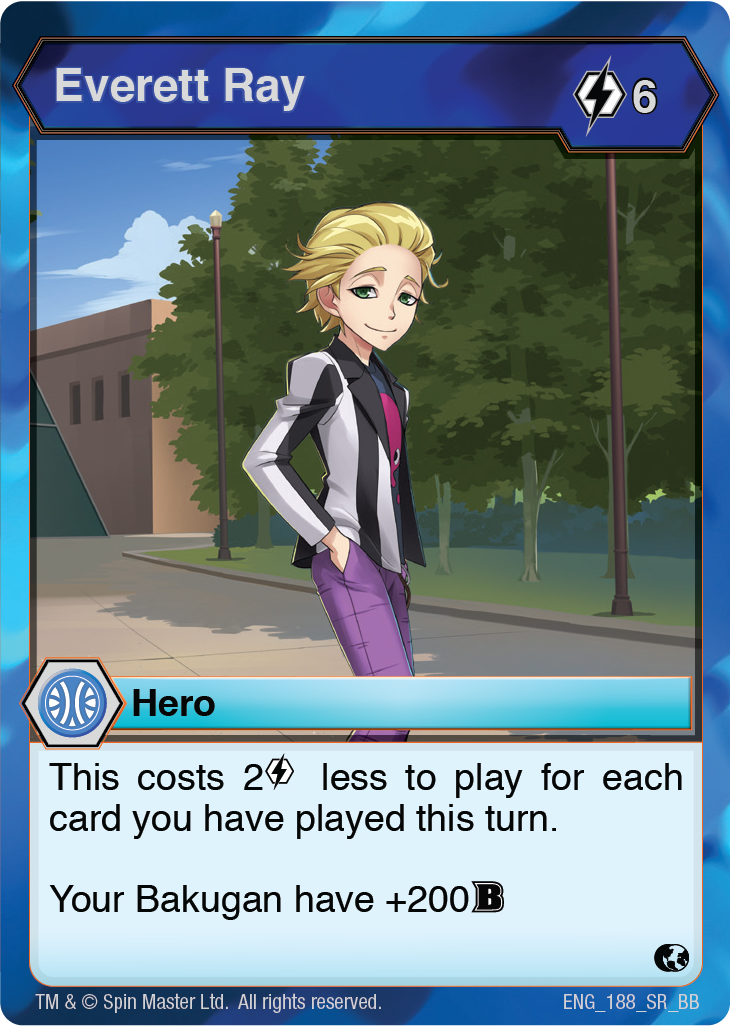 Everett Ray
6
Hero
This costs 2 less to play for each
card you have played this turn.
Your Bakugan have +200B
TM & © Spin Master Ltd. All rights reserved.
ENG_188_SR_BB